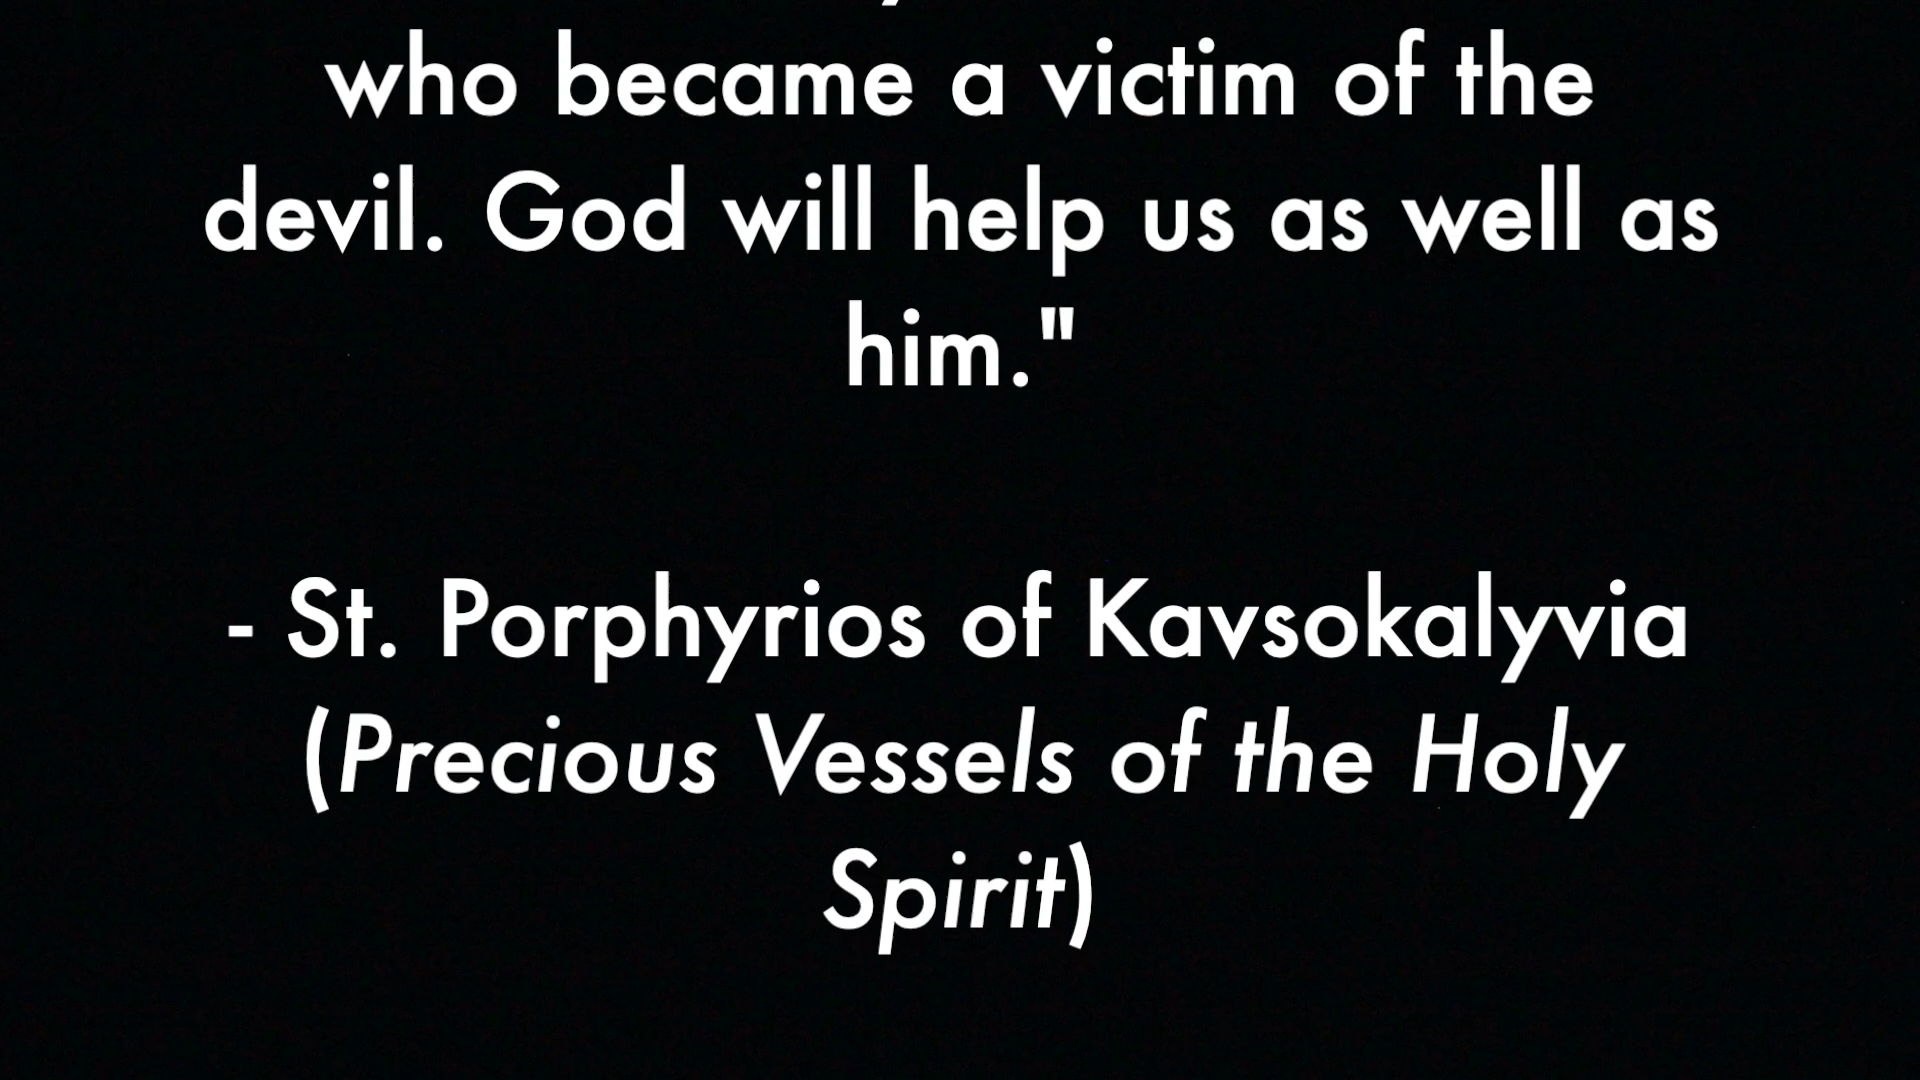 who became a victim of the
devil. God will help us as well as
him."
- St. Porphyrios of Kavsokalyvia
(Precious Vessels of the Holy
Spirit)